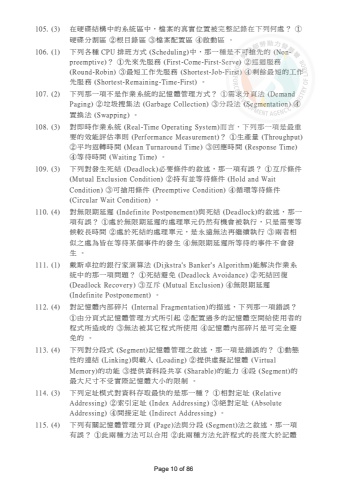 105. (3) 在硬碟結構中的系統區中，檔案的真實位置被完整記錄在下列何處？ ①
硬碟分割區 ②根目錄區 ③檔案配置區 ④啟動區 。
106. (1) 下列各種 CPU 排班方式 (Scheduling)中，那一種是不可搶先的 (Non-
preemptive)？ ①先來先服務 (First-Come-First-Serve) ②巡迴服務
(Round-Robin) ③最短工作先服務 (Shortest-Job-First) ④剩餘最短的工作
先服務 (Shortest-Remaining-Time-First) 。
107. (2) 下列那一項不是作業系統的記憶體管理方式？ ①需求分頁法 (Demand
Paging) ②垃圾搜集法 (Garbage Collection) ③分段法 (Segmentation) ④
置換法 (Swapping) 。
108. (3) 對即時作業系統 (Real-Time Operating System)而言，下列那一項是最重
要的效能評估準則 (Performance Measurement)？ ①生產量 (Throughput)
②平均迴轉時間 (Mean Turnaround Time) ③回應時間 (Response Time)
④等待時間 (Waiting Time) 。
109. (3) 下列對發生死結 (Deadlock)必要條件的敘述，那一項有誤？ ①互斥條件
(Mutual Exclusion Condition) ②持有並等待條件 (Hold and Wait
Condition) ③可搶用條件 (Preemptive Condition) ④循環等待條件
(Circular Wait Condition) 。
110. (4) 對無限期延遲 (Indefinite Postponement)與死結 (Deadlock)的敘述，那一
項有誤？ ①處於無限期延遲的處理單元仍然有機會被執行，只是需要等
候較長時間 ②處於死結的處理單元，是永遠無法再繼續執行 ③兩者相
似之處為皆在等待某個事件的發生 ④無限期延遲所等待的事件不會發
生 。
111. (1) 戴斯卓拉的銀行家演算法 (Dijkstra's Banker's Algorithm)能解決作業系
統中的那一項問題？ ①死結避免 (Deadlock Avoidance) ②死結回復
(Deadlock Recovery) ③互斥 (Mutual Exclusion) ④無限期延遲
(Indefinite Postponement) 。
112. (4) 對記憶體內部碎片 (Internal Fragmentation)的描述，下列那一項錯誤？
①由分頁式記憶體管理方式所引起 ②配置過多的記憶體空間給使用者的
程式所造成的 ③無法被其它程式所使用 ④記憶體內部碎片是可完全避
免的 。
113. (4) 下列對分段式 (Segment)記憶體管理之敘述，那一項是錯誤的？ ①動態
性的連結 (Linking)與載入 (Loading) ②提供虛擬記憶體 (Virtual
Memory)的功能 ③提供資料段共享 (Sharable)的能力 ④段 (Segment)的
最大尺寸不受實際記憶體大小的限制 。
114. (3) 下列定址模式對資料存取最快的是那一種？ ①相對定址 (Relative
Addressing) ②索引定址 (Index Addressing) ③絕對定址 (Absolute
Addressing) ④間接定址 (Indirect Addressing) 。
115. (4) 下列有關記憶體管理分頁 (Page)法與分段 (Segment)法之敘述，那一項
有誤？ ①此兩種方法可以合用 ②此兩種方法允許程式的長度大於記體
Page 10 of 86